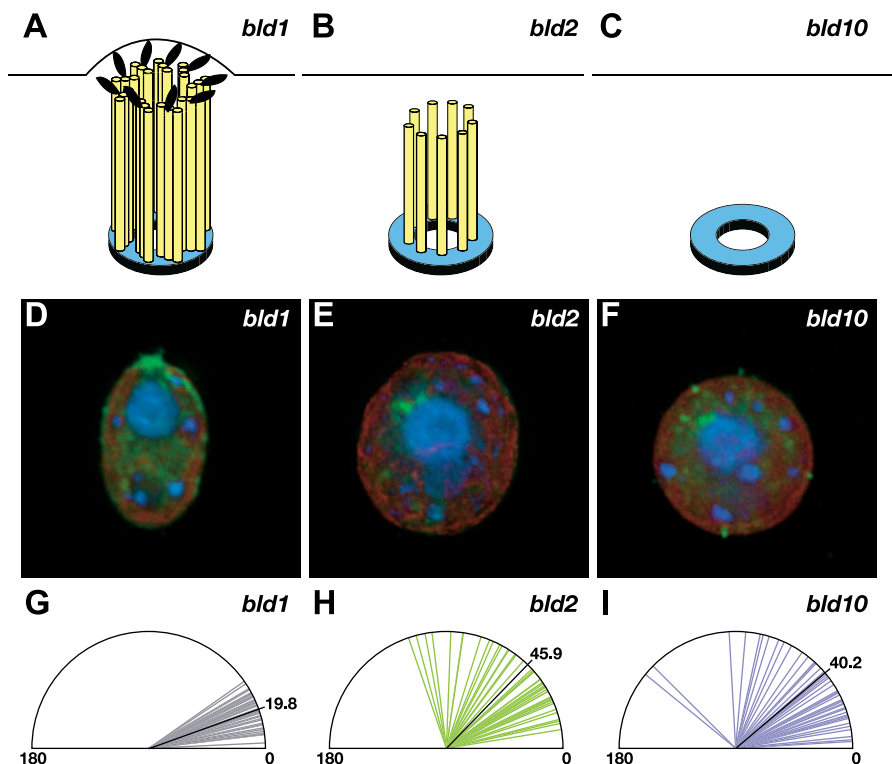 A bld1
B bld2
C bld10
D bld1
E bld2
F bld10
G bld1
H bld2
I bld10
19.8
180 0
45.9
180 0
40.2
180 0